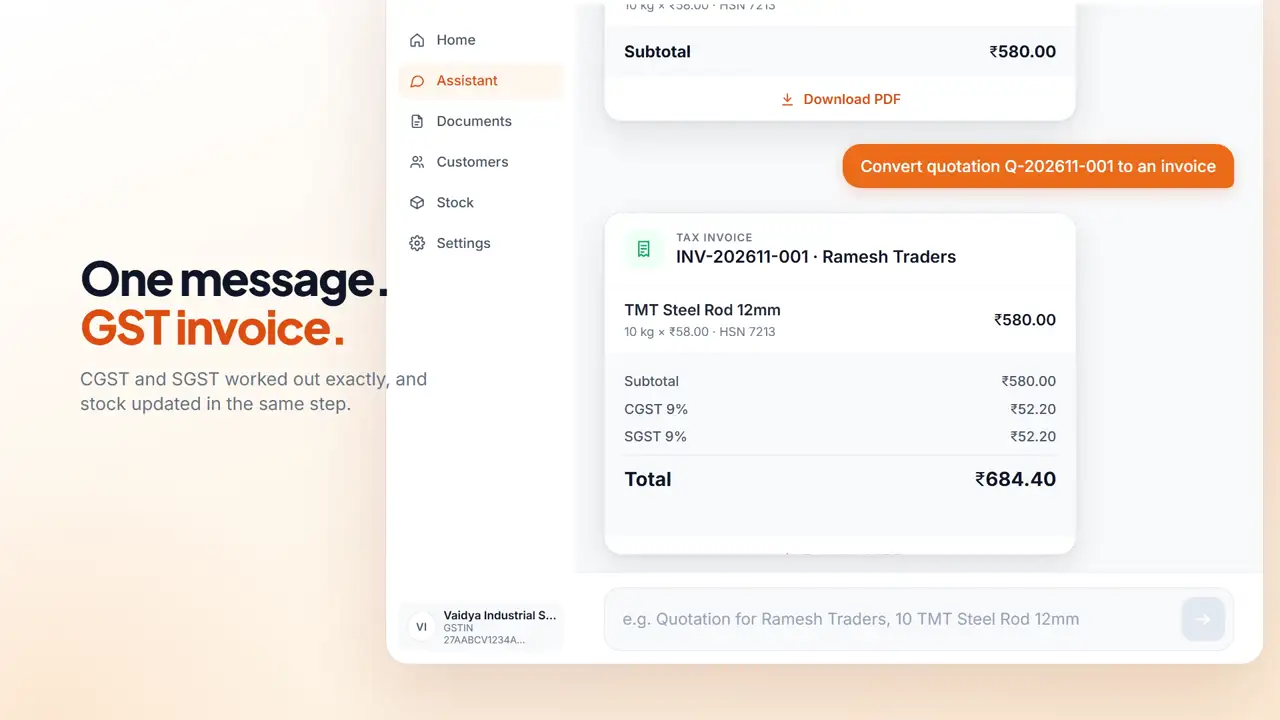 One message.
GST invoice.
CGST and SGST worked out exactly, and
stock updated in the same step.
Home
Assistant
Documents
Customers
Stock
Settings
VI
Vaidya Industrial S...
GSTIN
27AABCV1234A...
10 kg × ₹58.00 · HSN 7213
Subtotal ₹580.00
Download PDF
Convert quotation Q-202611-001 to an invoice
TAX INVOICE
INV-202611-001 · Ramesh Traders
TMT Steel Rod 12mm ₹580.00
10 kg × ₹58.00 · HSN 7213
Subtotal ₹580.00
CGST 9% ₹52.20
SGST 9% ₹52.20
Total ₹684.40
e.g. Quotation for Ramesh Traders, 10 TMT Steel Rod 12mm